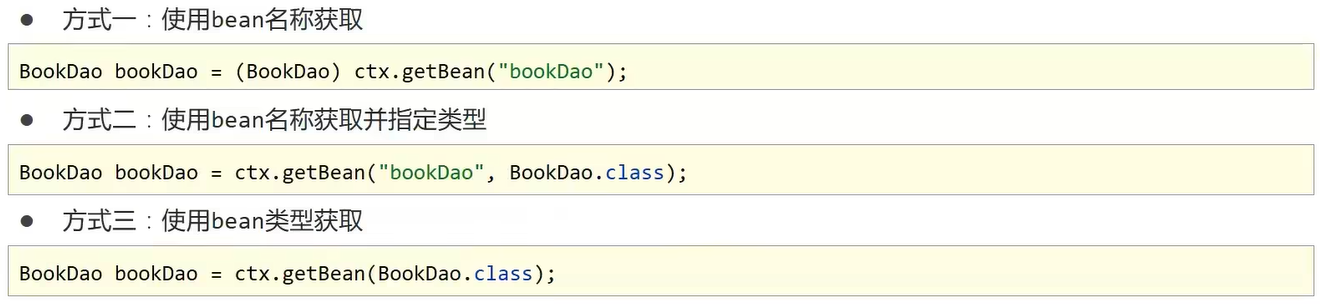 ● 方式一：使用bean名称获取
BookDao bookDao = (BookDao) ctx.getBean("bookDao");
● 方式二：使用bean名称获取并指定类型
BookDao bookDao = ctx.getBean("bookDao", BookDao.class);
● 方式三：使用bean类型获取
BookDao bookDao = ctx.getBean(BookDao.class);